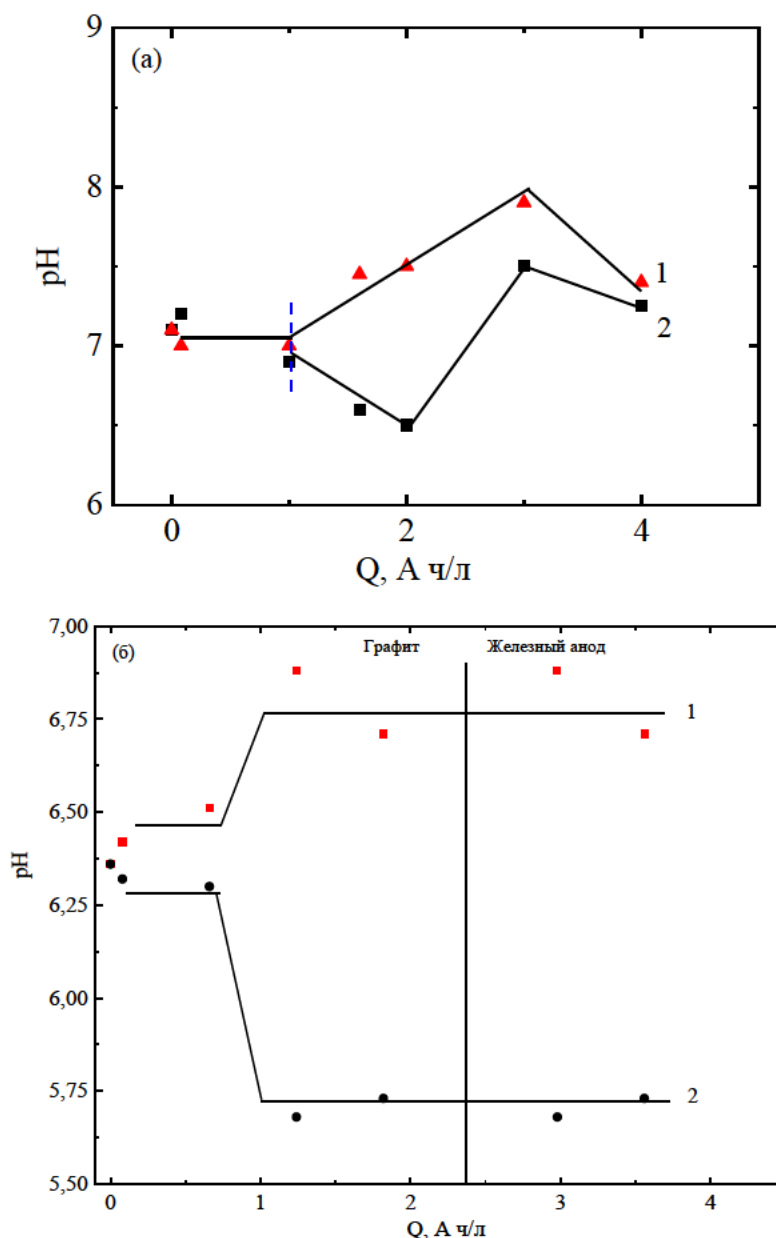 (а)
9
8
7
6
pH
1
2
0
2
4
Q, А ч/л
(б)
Графит
Железный анод
7,00
6,75
6,50
6,25
6,00
5,75
5,50
pH
1
2
0
1
2
3
4
Q, А ч/л